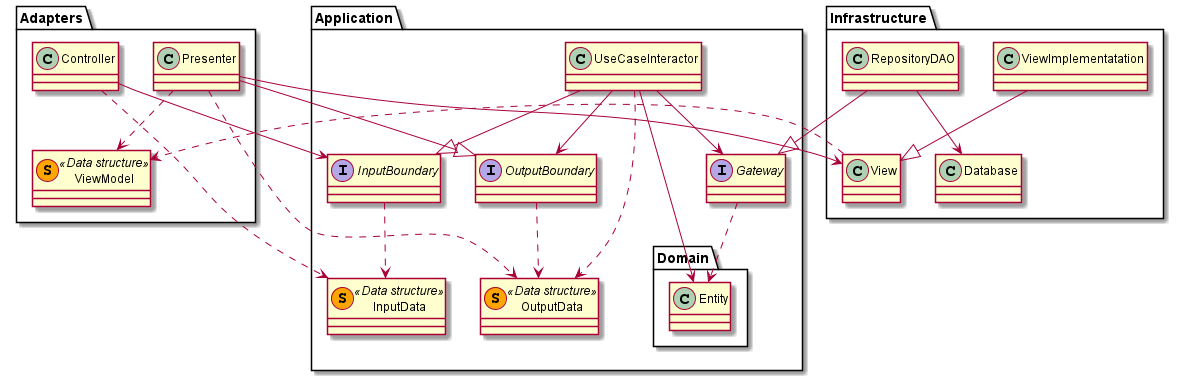 Adapters
Application
Infrastructure
C Controller
C Presenter
C UseCaseInteractor
C RepositoryDAO
C ViewImplementatation
S «Data structure»
ViewModel
I InputBoundary
I OutputBoundary
I Gateway
C View
C Database
Domain
S «Data structure»
InputData
S «Data structure»
OutputData
C Entity